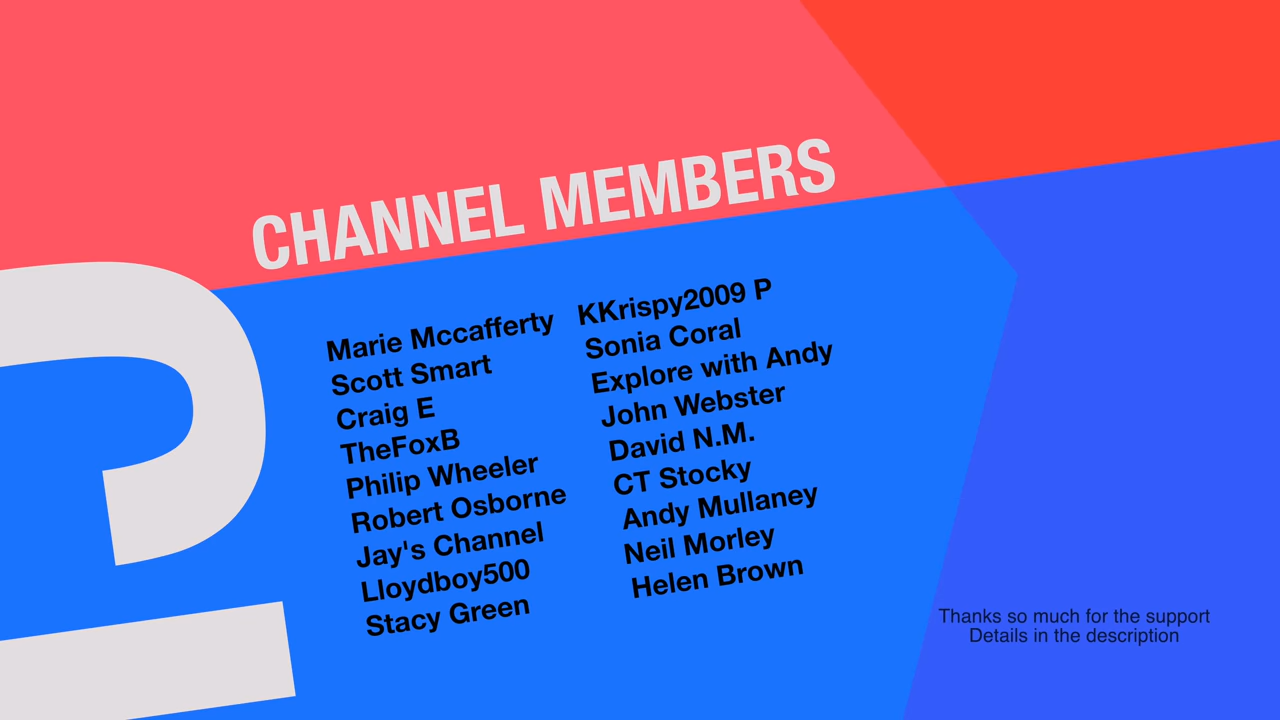 CHANNEL MEMBERS
Marie Mccafferty
Scott Smart
Craig E
TheFoxB
Philip Wheeler
Robert Osborne
Jay's Channel
Lloydboy500
Stacy Green
KKrispy2009 P
Sonia Coral
Explore with Andy
John Webster
David N.M.
CT Stocky
Andy Mullaney
Neil Morley
Helen Brown
Thanks so much for the support
Details in the description